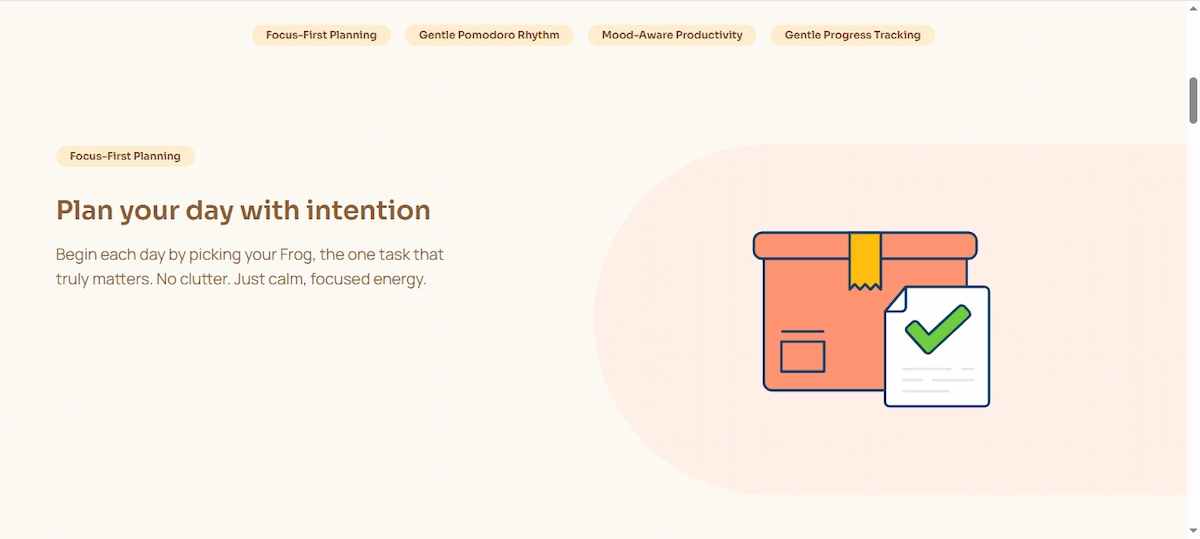 Focus-First Planning
Gentle Pomodoro Rhythm
Mood-Aware Productivity
Gentle Progress Tracking
Focus-First Planning
Plan your day with intention
Begin each day by picking your Frog, the one task that
truly matters. No clutter. Just calm, focused energy.